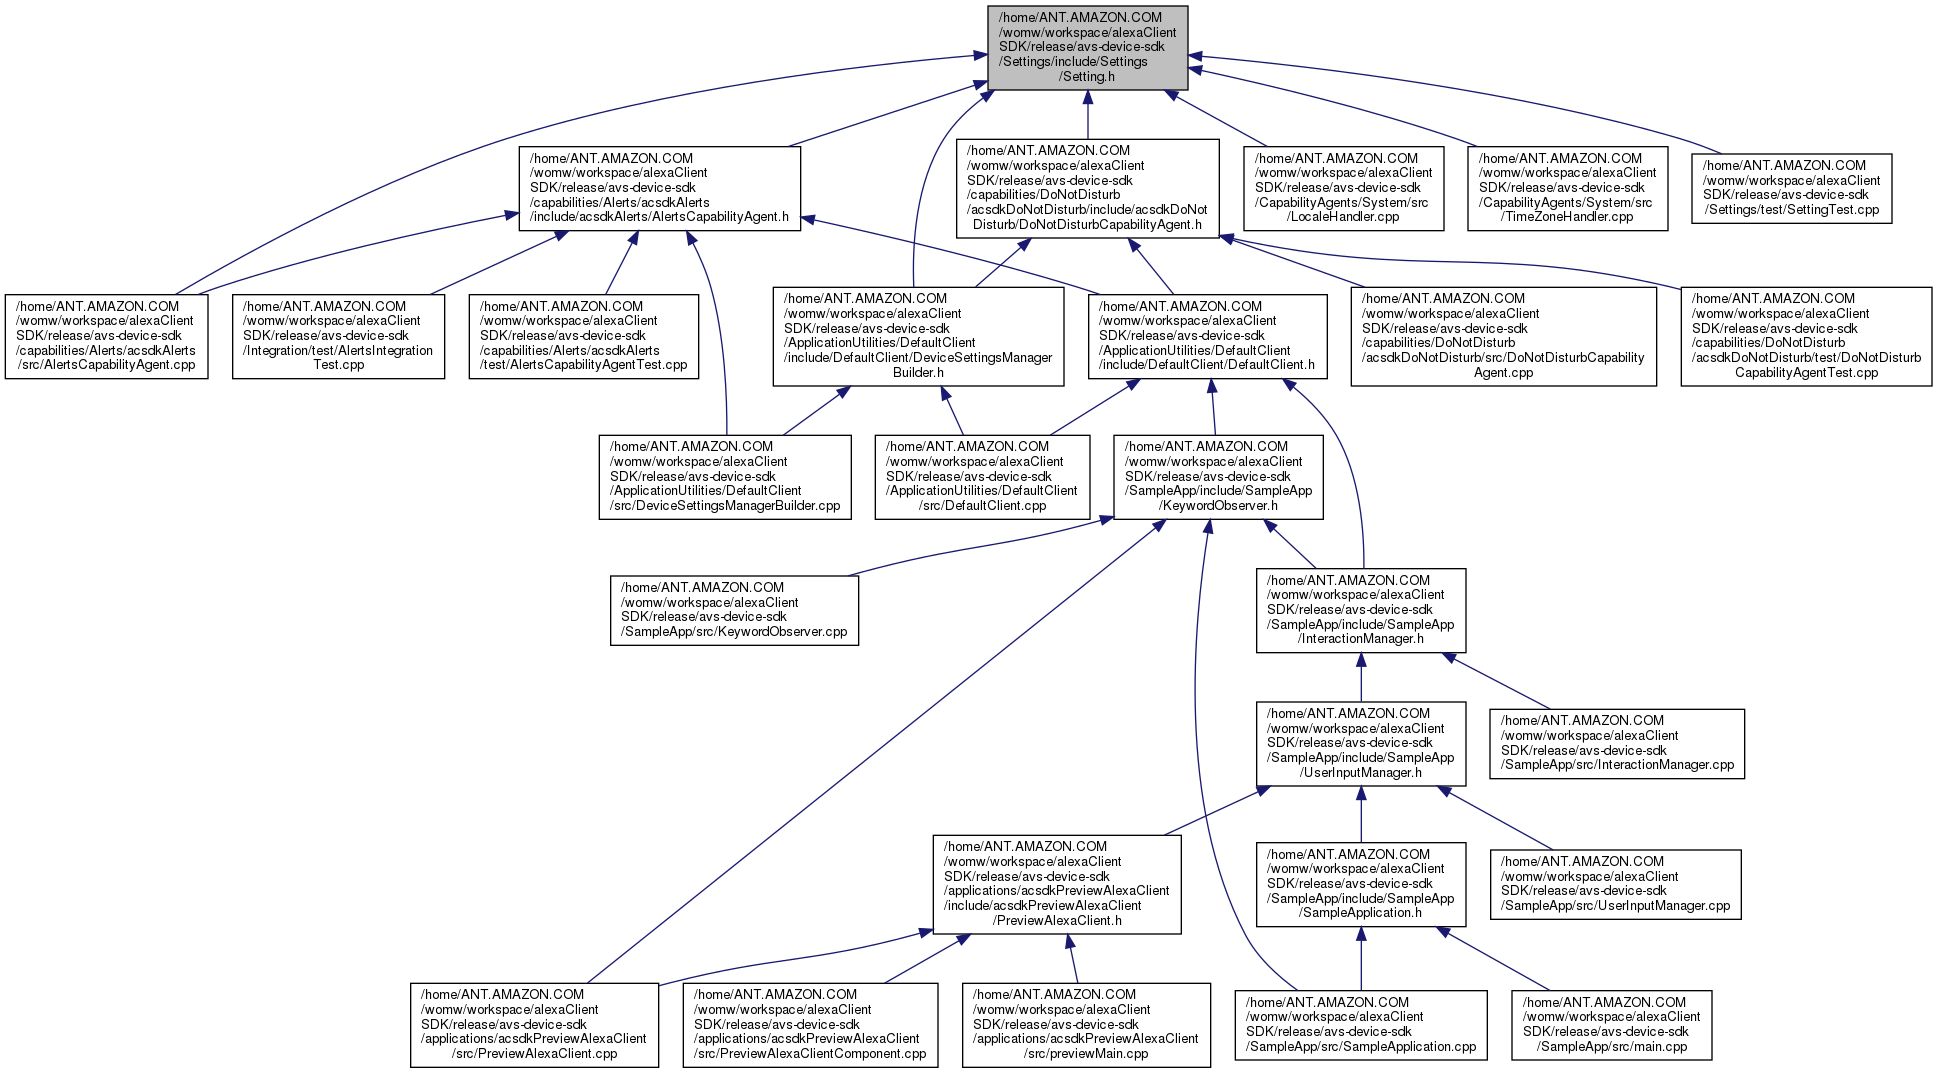 /home/ANT.AMAZON.COM
/womw/workspace/alexaClient
SDK/release/avs-device-sdk
/Settings/include/Settings
/Setting.h
/home/ANT.AMAZON.COM
/womw/workspace/alexaClient
SDK/release/avs-device-sdk
/capabilities/Alerts/acsdkAlerts
/include/acsdkAlerts/AlertsCapabilityAgent.h
/home/ANT.AMAZON.COM
/womw/workspace/alexaClient
SDK/release/avs-device-sdk
/capabilities/DoNotDisturb
/acsdkDoNotDisturb/include/acsdkDoNot
Disturb/DoNotDisturbCapabilityAgent.h
/home/ANT.AMAZON.COM
/womw/workspace/alexaClient
SDK/release/avs-device-sdk
/CapabilityAgents/System/src
/LocaleHandler.cpp
/home/ANT.AMAZON.COM
/womw/workspace/alexaClient
SDK/release/avs-device-sdk
/CapabilityAgents/System/src
/TimeZoneHandler.cpp
/home/ANT.AMAZON.COM
/womw/workspace/alexaClient
SDK/release/avs-device-sdk
/Settings/test/SettingTest.cpp
/home/ANT.AMAZON.COM
/womw/workspace/alexaClient
SDK/release/avs-device-sdk
/capabilities/Alerts/acsdkAlerts
/src/AlertsCapabilityAgent.cpp
/home/ANT.AMAZON.COM
/womw/workspace/alexaClient
SDK/release/avs-device-sdk
/Integration/test/AlertsIntegration
Test.cpp
/home/ANT.AMAZON.COM
/womw/workspace/alexaClient
SDK/release/avs-device-sdk
/capabilities/Alerts/acsdkAlerts
/test/AlertsCapabilityAgentTest.cpp
/home/ANT.AMAZON.COM
/womw/workspace/alexaClient
SDK/release/avs-device-sdk
/ApplicationUtilities/DefaultClient
/include/DefaultClient/DeviceSettingsManager
Builder.h
/home/ANT.AMAZON.COM
/womw/workspace/alexaClient
SDK/release/avs-device-sdk
/ApplicationUtilities/DefaultClient
/include/DefaultClient/DefaultClient.h
/home/ANT.AMAZON.COM
/womw/workspace/alexaClient
SDK/release/avs-device-sdk
/capabilities/DoNotDisturb
/acsdkDoNotDisturb/src/DoNotDisturbCapability
Agent.cpp
/home/ANT.AMAZON.COM
/womw/workspace/alexaClient
SDK/release/avs-device-sdk
/capabilities/DoNotDisturb
/acsdkDoNotDisturb/test/DoNotDisturb
CapabilityAgentTest.cpp
/home/ANT.AMAZON.COM
/womw/workspace/alexaClient
SDK/release/avs-device-sdk
/ApplicationUtilities/DefaultClient
/src/DeviceSettingsManagerBuilder.cpp
/home/ANT.AMAZON.COM
/womw/workspace/alexaClient
SDK/release/avs-device-sdk
/ApplicationUtilities/DefaultClient
/src/DefaultClient.cpp
/home/ANT.AMAZON.COM
/womw/workspace/alexaClient
SDK/release/avs-device-sdk
/SampleApp/include/SampleApp
/KeywordObserver.h
/home/ANT.AMAZON.COM
/womw/workspace/alexaClient
SDK/release/avs-device-sdk
/SampleApp/src/KeywordObserver.cpp
/home/ANT.AMAZON.COM
/womw/workspace/alexaClient
SDK/release/avs-device-sdk
/SampleApp/include/SampleApp
/InteractionManager.h
/home/ANT.AMAZON.COM
/womw/workspace/alexaClient
SDK/release/avs-device-sdk
/SampleApp/include/SampleApp
/UserInputManager.h
/home/ANT.AMAZON.COM
/womw/workspace/alexaClient
SDK/release/avs-device-sdk
/SampleApp/src/InteractionManager.cpp
/home/ANT.AMAZON.COM
/womw/workspace/alexaClient
SDK/release/avs-device-sdk
/applications/acsdkPreviewAlexaClient
/include/acsdkPreviewAlexaClient
/PreviewAlexaClient.h
/home/ANT.AMAZON.COM
/womw/workspace/alexaClient
SDK/release/avs-device-sdk
/SampleApp/include/SampleApp
/SampleApplication.h
/home/ANT.AMAZON.COM
/womw/workspace/alexaClient
SDK/release/avs-device-sdk
/SampleApp/src/UserInputManager.cpp
/home/ANT.AMAZON.COM
/womw/workspace/alexaClient
SDK/release/avs-device-sdk
/applications/acsdkPreviewAlexaClient
/src/PreviewAlexaClient.cpp
/home/ANT.AMAZON.COM
/womw/workspace/alexaClient
SDK/release/avs-device-sdk
/applications/acsdkPreviewAlexaClient
/src/PreviewAlexaClientComponent.cpp
/home/ANT.AMAZON.COM
/womw/workspace/alexaClient
SDK/release/avs-device-sdk
/applications/acsdkPreviewAlexaClient
/src/previewMain.cpp
/home/ANT.AMAZON.COM
/womw/workspace/alexaClient
SDK/release/avs-device-sdk
/SampleApp/src/SampleApplication.cpp
/home/ANT.AMAZON.COM
/womw/workspace/alexaClient
SDK/release/avs-device-sdk
/SampleApp/src/main.cpp